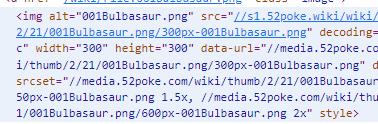 <img alt="001Bulbasaur.png" src="//s1.52poke.wiki/wiki/
2/21/001Bulbasaur.png/300px-001Bulbasaur.png" decoding=
c" width="300" height="300" data-url="//media.52poke.co
i/thumb/2/21/001Bulbasaur.png/300px-001Bulbasaur.png" d
srcset="//media.52poke.com/wiki/thumb/2/21/001Bulbasaur
50px-001Bulbasaur.png 1.5x, //media.52poke.com/wiki/thum
1/001Bulbasaur.png/600px-001Bulbasaur.png 2x" style>